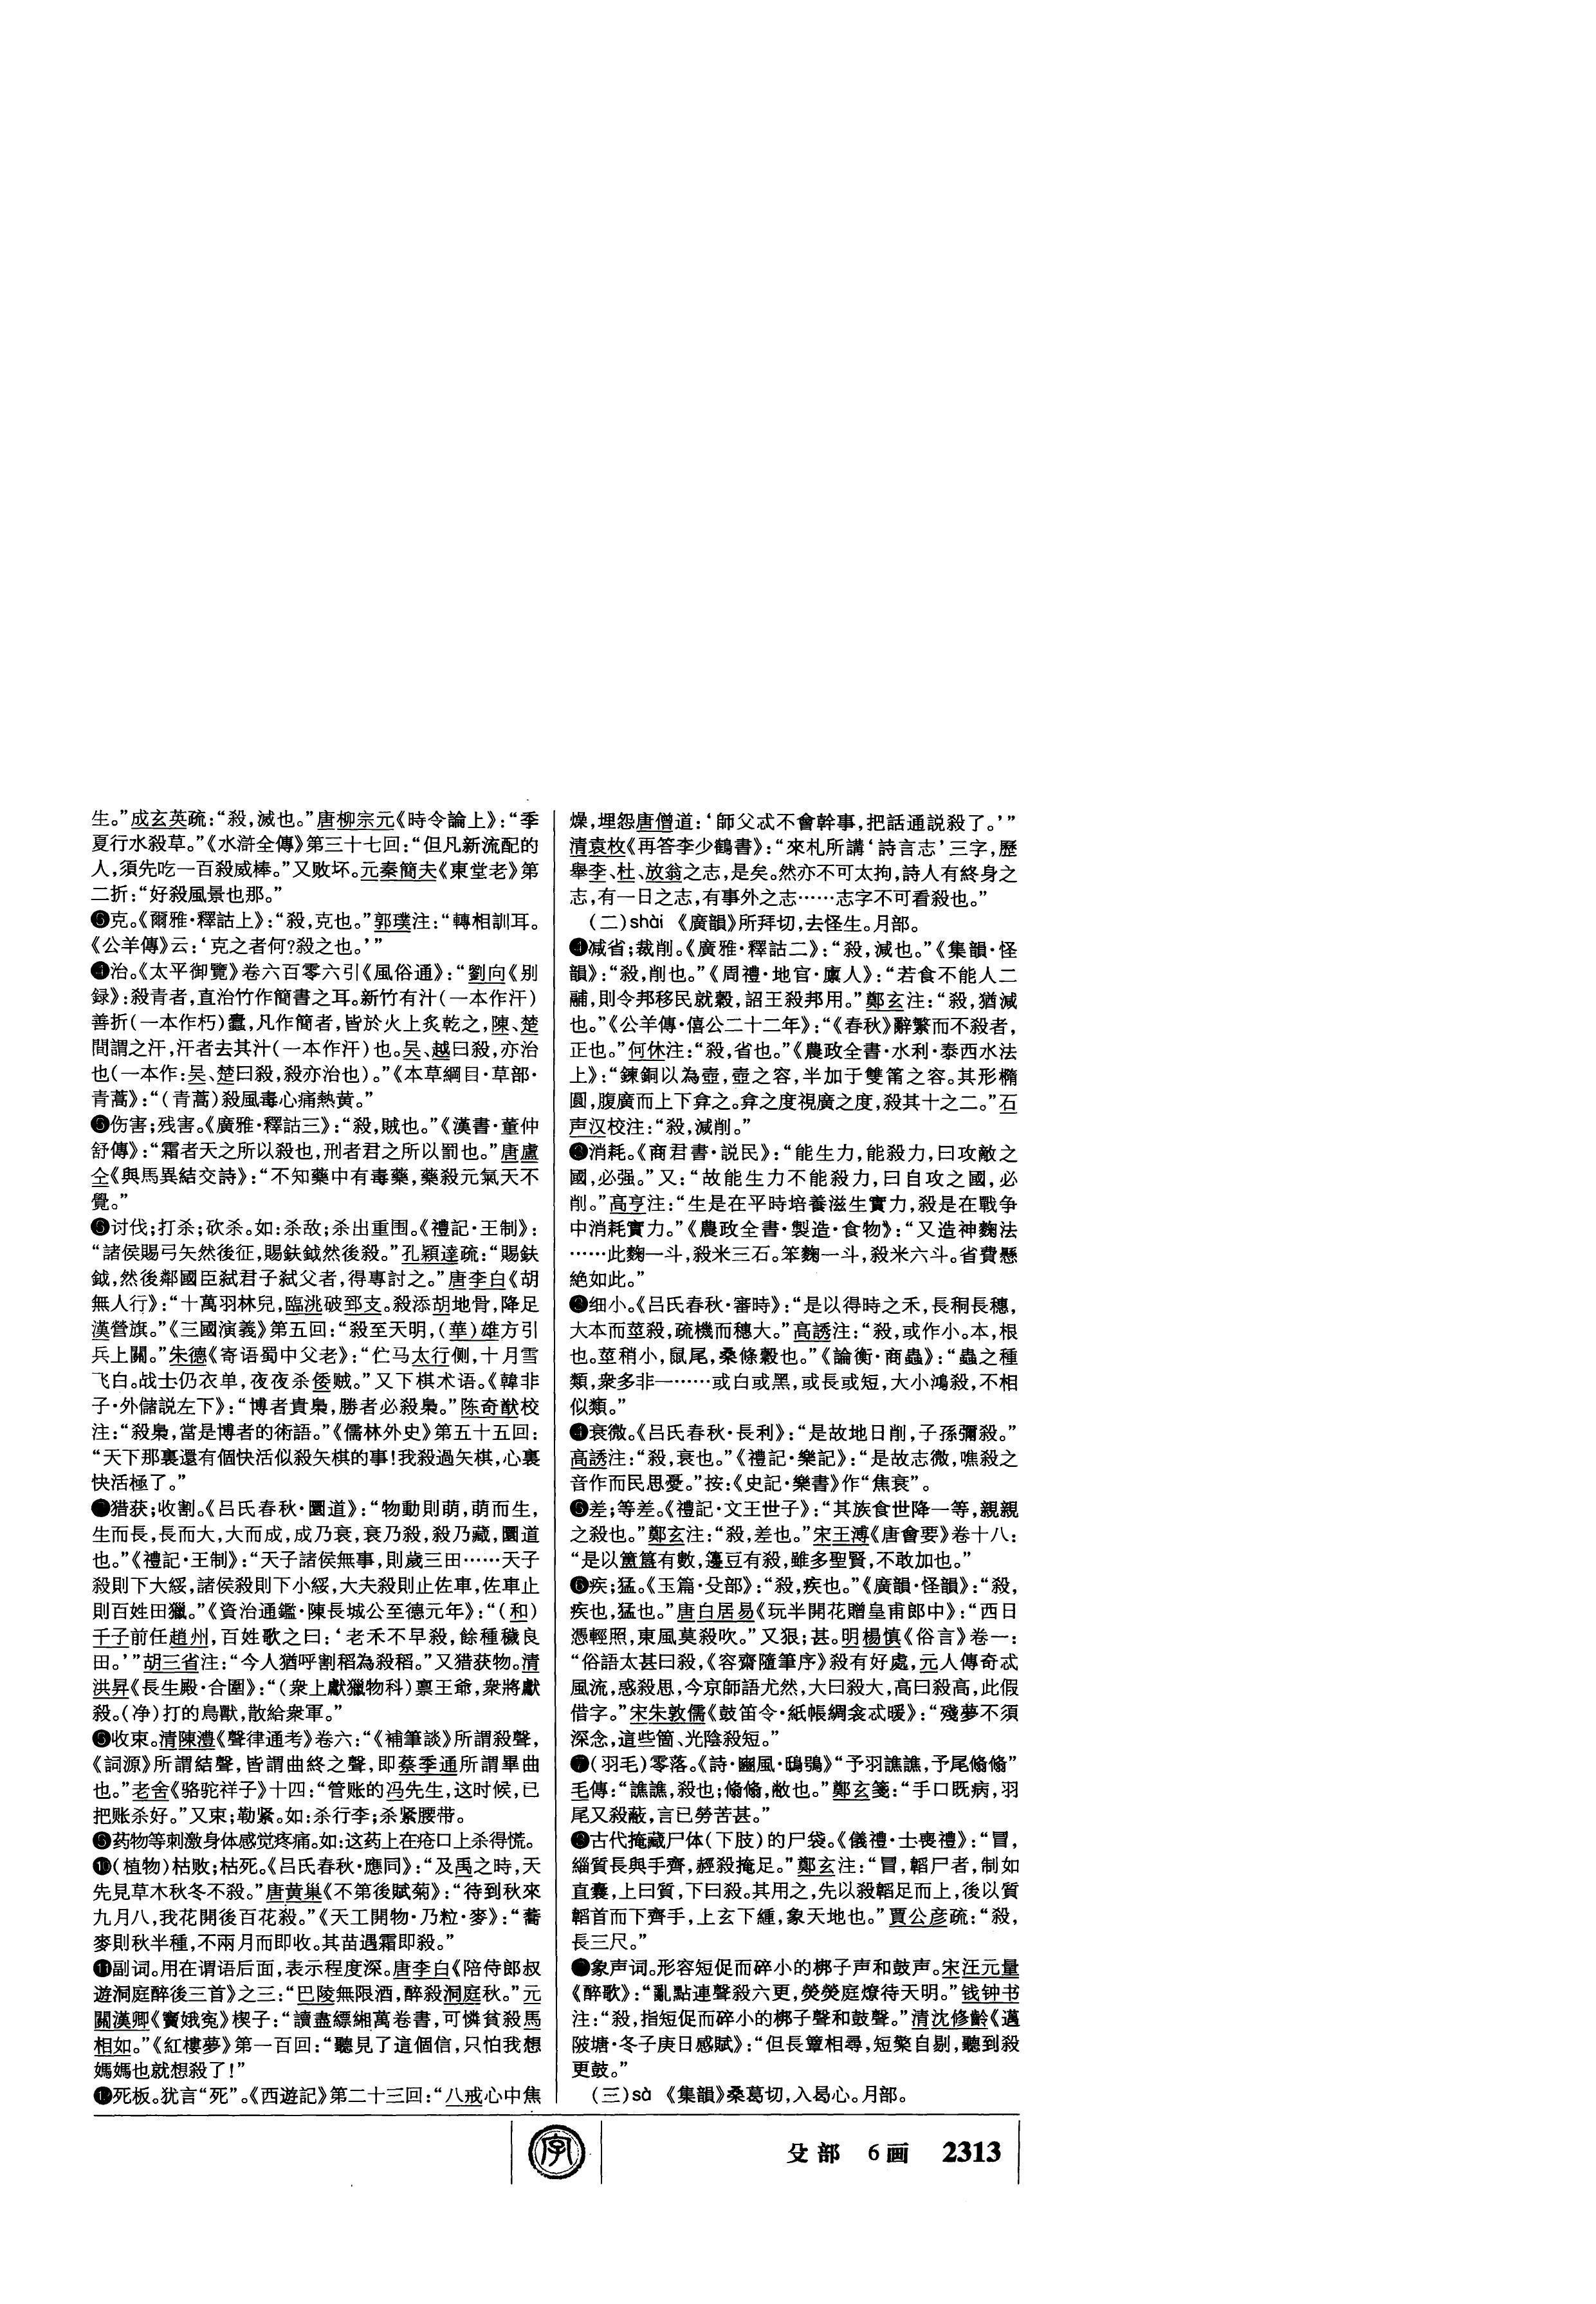 生。”成玄英疏：“殺，滅也。”唐柳宗元《時令論上》：“季
夏行水殺草。”《水滸全傳》第三十七回：“但凡新流配的
人，須先吃一百殺威棒。”又败坏。元秦簡夫《東堂老》第
二折：“好殺風景也那。”
克。《爾雅·釋詁上》：“殺，克也。”郭璞注：“轉相訓耳。
《公羊傳》云：‘克之者何？殺之也。’”
治。《太平御覽》卷六百零六引《風俗通》：“劉向《别
録》：殺青者，直治竹作簡書之耳。新竹有汁（一本作汗）
善折（一本作朽）蠹，凡作簡者，皆於火上炙乾之，陳、楚
間謂之汗，汗者去其汁（一本作汗）也。吴、越曰殺，亦治
也（一本作：吴、楚曰殺，殺亦治也）。”《本草綱目·草部·
青蒿》：“（青蒿）殺風毒心痛熱黄。”
伤害；残害。《廣雅·釋詁三》：“殺，賊也。”《漢書·董仲
舒傳》：“霜者天之所以殺也，刑者君之所以罰也。”唐盧
仝《與馬異結交詩》：“不知藥中有毒藥，藥殺元氣天不
覺。”
讨伐；打杀；砍杀。如：杀敌；杀出重围。《禮記·王制》：
“諸侯賜弓矢然後征，賜鈇鉞然後殺。”孔穎達疏：“賜鈇
鉞，然後鄰國臣弑君子弑父者，得專討之。”唐李白《胡
無人行》：“十萬羽林兒，臨洮破郅支。殺添胡地骨，降足
漢營旗。”《三國演義》第五回：“殺至天明，（華）雄方引
兵上關。”朱德《寄语蜀中父老》：“伫马太行侧，十月雪
飞白。战士仍衣单，夜夜杀倭贼。”又下棋术语。《韓非
子·外儲説左下》：“博者貴梟，勝者必殺梟。”陈奇猷校
注：“殺梟，當是博者的術語。”《儒林外史》第五十五回：
“天下那裏還有個快活似殺矢棋的事！我殺過矢棋，心裏
快活極了。”
猎获；收割。《吕氏春秋·圜道》：“物動則萌，萌而生，
生而長，長而大，大而成，成乃衰，衰乃殺，殺乃藏，圜道
也。”《禮記·王制》：“天子諸侯無事，則歲三田……天子
殺則下大綏，諸侯殺則下小綏，大夫殺則止佐車，佐車止
則百姓田獵。”《資治通鑑·陳長城公至德元年》：“（和）
千子前任趙州，百姓歌之曰：‘老禾不早殺，餘種穢良
田。’”胡三省注：“今人猶呼割稻為殺稻。”又猎获物。清
洪昇《長生殿·合圍》：“（衆上獻獵物科）禀王爺，衆將獻
殺。（净）打的鳥獸，散給衆軍。”
收束。清陳澧《聲律通考》卷六：“《補筆談》所謂殺聲，
《詞源》所謂結聲，皆謂曲終之聲，即蔡季通所謂畢曲
也。”老舍《骆驼祥子》十四：“管账的冯先生，这时候，已
把账杀好。”又束；勒紧。如：杀行李；杀紧腰带。
药物等刺激身体感觉疼痛。如：这药上在疮口上杀得慌。
❿（植物）枯败；枯死。《吕氏春秋·應同》：“及禹之時，天
先見草木秋冬不殺。”唐黄巢《不第後賦菊》：“待到秋來
九月八，我花開後百花殺。”《天工開物·乃粒·麥》：“蕎
麥則秋半種，不兩月而即收。其苗遇霜即殺。”
⓫副词。用在谓语后面，表示程度深。唐李白《陪侍郎叔
遊洞庭醉後三首》之三：“巴陵無限酒，醉殺洞庭秋。”元
關漢卿《竇娥寃》楔子：“讀盡縹緗萬卷書，可憐貧殺馬
相如。”《紅樓夢》第一百回：“聽見了這個信，只怕我想
媽媽也就想殺了！”
⓬死板。犹言“死”。《西遊記》第二十三回：“八戒心中焦
燥，埋怨唐僧道：‘師父忒不會幹事，把話通説殺了。’”
清袁枚《再答李少鶴書》：“來札所講‘詩言志’三字，歷
舉李、杜、放翁之志，是矣。然亦不可太拘，詩人有終身之
志，有一日之志，有事外之志……志字不可看殺也。”
（二）shài 《廣韻》所拜切，去怪生。月部。
减省；裁削。《廣雅·釋詁二》：“殺，減也。”《集韻·怪
韻》：“殺，削也。”《周禮·地官·廩人》：“若食不能人二
鬴，則令邦移民就穀，詔王殺邦用。”鄭玄注：“殺，猶減
也。”《公羊傳·僖公二十二年》：“《春秋》辭繁而不殺者，
正也。”何休注：“殺，省也。”《農政全書·水利·泰西水法
上》：“鍊銅以為壺，壺之容，半加于雙筩之容。其形橢
圓，腹廣而上下弇之。弇之度視廣之度，殺其十之二。”石
声汉校注：“殺，減削。”
消耗。《商君書·説民》：“能生力，能殺力，曰攻敵之
國，必强。”又：“故能生力不能殺力，曰自攻之國，必
削。”高亨注：“生是在平時培養滋生實力，殺是在戰争
中消耗實力。”《農政全書·製造·食物》：“又造神麴法
……此麴一斗，殺米三石。笨麴一斗，殺米六斗。省費懸
絶如此。”
细小。《吕氏春秋·審時》：“是以得時之禾，長秱長穗，
大本而莖殺，疏機而穗大。”高誘注：“殺，或作小。本，根
也。莖稍小，鼠尾，桑條穀也。”《論衡·商蟲》：“蟲之種
類，衆多非一……或白或黑，或長或短，大小鴻殺，不相
似類。”
衰微。《吕氏春秋·長利》：“是故地日削，子孫彌殺。”
高誘注：“殺，衰也。”《禮記·樂記》：“是故志微，噍殺之
音作而民思憂。”按：《史記·樂書》作“焦衰”。
❺差；等差。《禮記·文王世子》：“其族食世降一等，親親
之殺也。”鄭玄注：“殺，差也。”宋王溥《唐會要》卷十八：
“是以簠簋有數，籩豆有殺，雖多聖賢，不敢加也。”
❻疾；猛。《玉篇·殳部》：“殺，疾也。”《廣韻·怪韻》：“殺，
疾也，猛也。”唐白居易《玩半開花贈皇甫郎中》：“西日
憑輕照，東風莫殺吹。”又狠；甚。明楊慎《俗言》卷一：
“俗語太甚曰殺，《容齋隨筆序》殺有好處，元人傳奇忒
風流，惑殺思，今京師語尤然，大曰殺大，高曰殺高，此假
借字。”宋朱敦儒《鼓笛令·紙帳綢衾忒暖》：“殘夢不須
深念，這些箇、光陰殺短。”
❼（羽毛）零落。《詩·豳風·鴟鴞》“予羽譙譙，予尾翛翛”
毛傳：“譙譙，殺也；翛翛，敝也。”鄭玄箋：“手口既病，羽
尾又殺蔽，言已勞苦甚。”
古代掩藏尸体（下肢）的尸袋。《儀禮·士喪禮》：“冒，
緇質長與手齊，䞓殺掩足。”鄭玄注：“冒，韜尸者，制如
直囊，上曰質，下曰殺。其用之，先以殺韜足而上，後以質
韜首而下齊手，上玄下纁，象天地也。”賈公彦疏：“殺，
長三尺。”
象声词。形容短促而碎小的梆子声和鼓声。宋汪元量
《醉歌》：“亂點連聲殺六更，熒熒庭燎待天明。”钱钟书
注：“殺，指短促而碎小的梆子聲和鼓聲。”清沈修齡《邁
陂塘·冬子庚日感賦》：“但長簟相尋，短檠自剔，聽到殺
更鼓。”
（三）sà 《集韻》桑葛切，入曷心。月部。
字
殳部 6画 2313